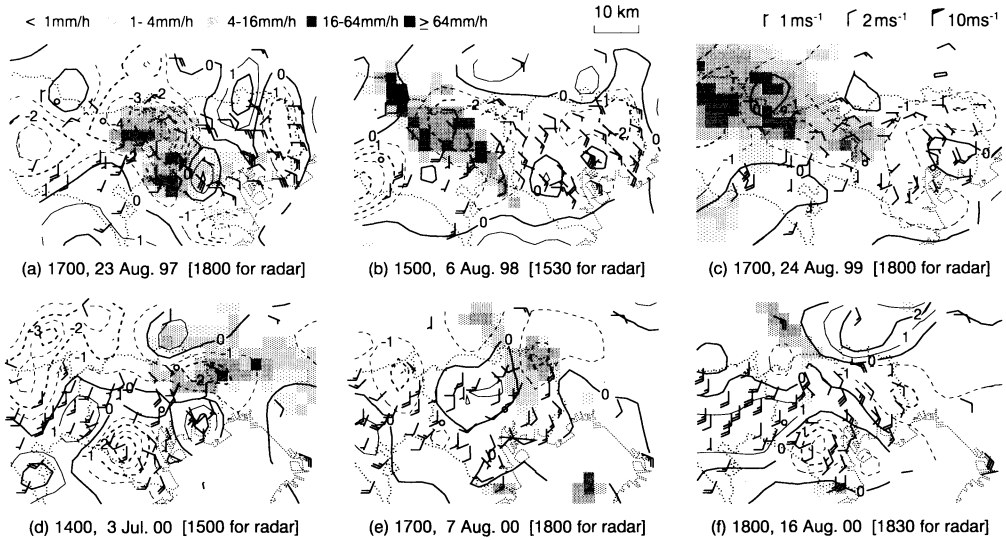 < 1mm/h 1- 4mm/h 4-16mm/h 16-64mm/h ≥ 64mm/h 10 km 1 ms⁻¹ 2 ms⁻¹ 10ms⁻¹
(a) 1700, 23 Aug. 97 [1800 for radar] (b) 1500, 6 Aug. 98 [1530 for radar] (c) 1700, 24 Aug. 99 [1800 for radar]
(d) 1400, 3 Jul. 00 [1500 for radar] (e) 1700, 7 Aug. 00 [1800 for radar] (f) 1800, 16 Aug. 00 [1830 for radar]